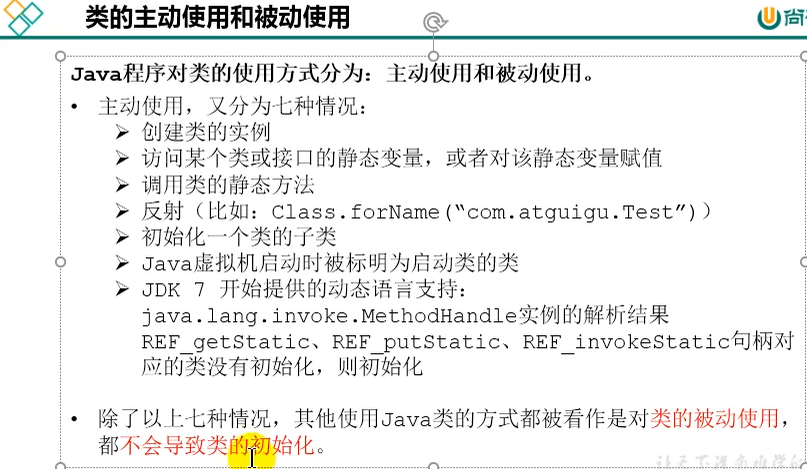 类的主动使用和被动使用
尚
Java程序对类的使用方式分为：主动使用和被动使用。
• 主动使用，又分为七种情况：
➢ 创建类的实例
➢ 访问某个类或接口的静态变量，或者对该静态变量赋值
➢ 调用类的静态方法
➢ 反射（比如：Class.forName(“com.atguigu.Test”)）
➢ 初始化一个类的子类
➢ Java虚拟机启动时被标明为启动类的类
➢ JDK 7 开始提供的动态语言支持：
java.lang.invoke.MethodHandle实例的解析结果
REF_getStatic、REF_putStatic、REF_invokeStatic句柄对
应的类没有初始化，则初始化
• 除了以上七种情况，其他使用Java类的方式都被看作是对类的被动使用，
都不会导致类的初始化。